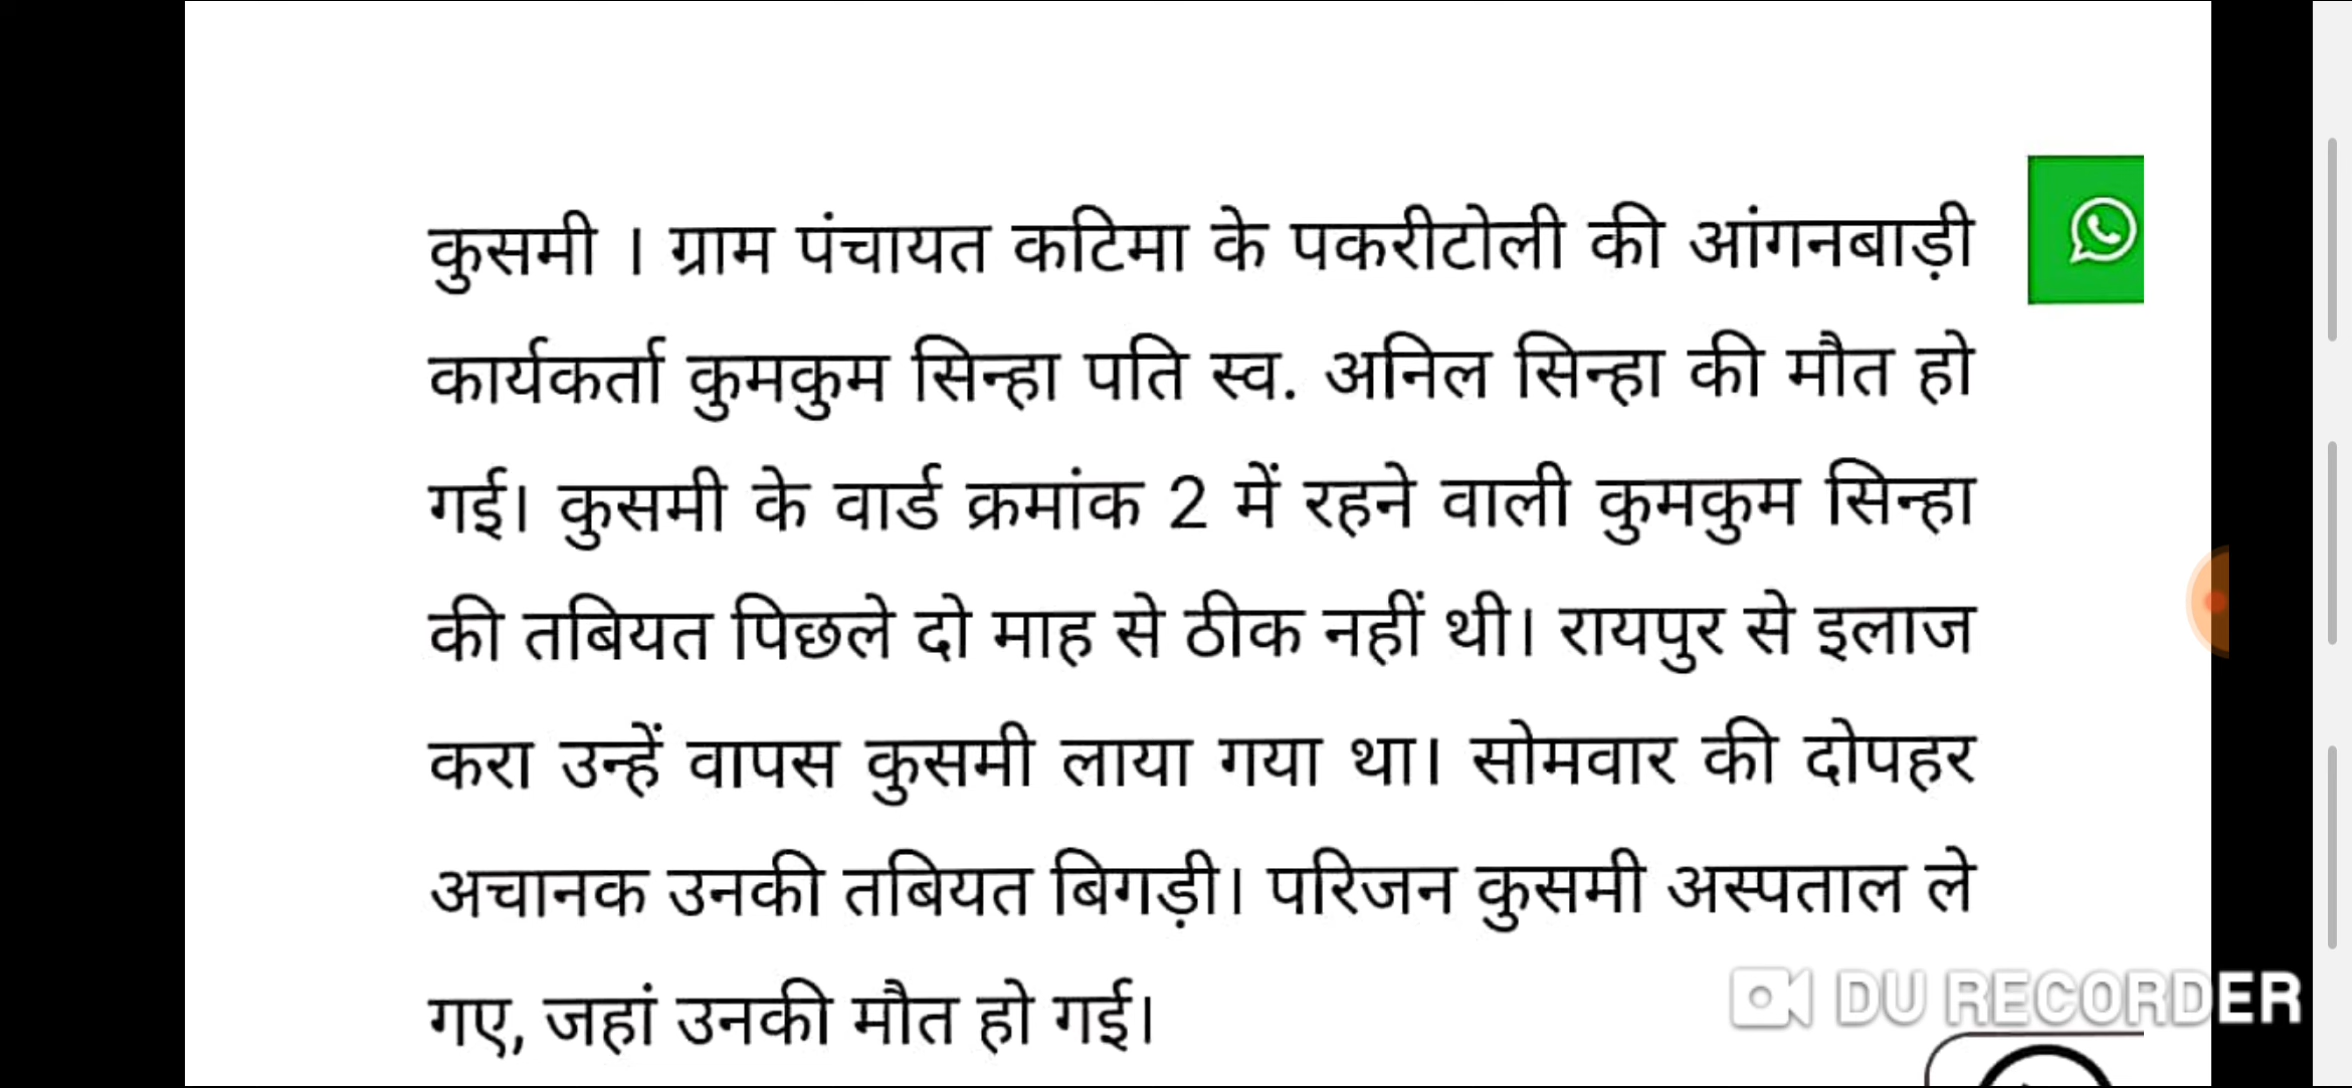 कुसमी । ग्राम पंचायत कटिमा के पकरीटोली की आंगनबाड़ी
कार्यकर्ता कुमकुम सिन्हा पति स्व. अनिल सिन्हा की मौत हो
गई। कुसमी के वार्ड क्रमांक 2 में रहने वाली कुमकुम सिन्हा
की तबियत पिछले दो माह से ठीक नहीं थी। रायपुर से इलाज
करा उन्हें वापस कुसमी लाया गया था। सोमवार की दोपहर
अचानक उनकी तबियत बिगड़ी। परिजन कुसमी अस्पताल ले
गए, जहां उनकी मौत हो गई।
DU RECORDER